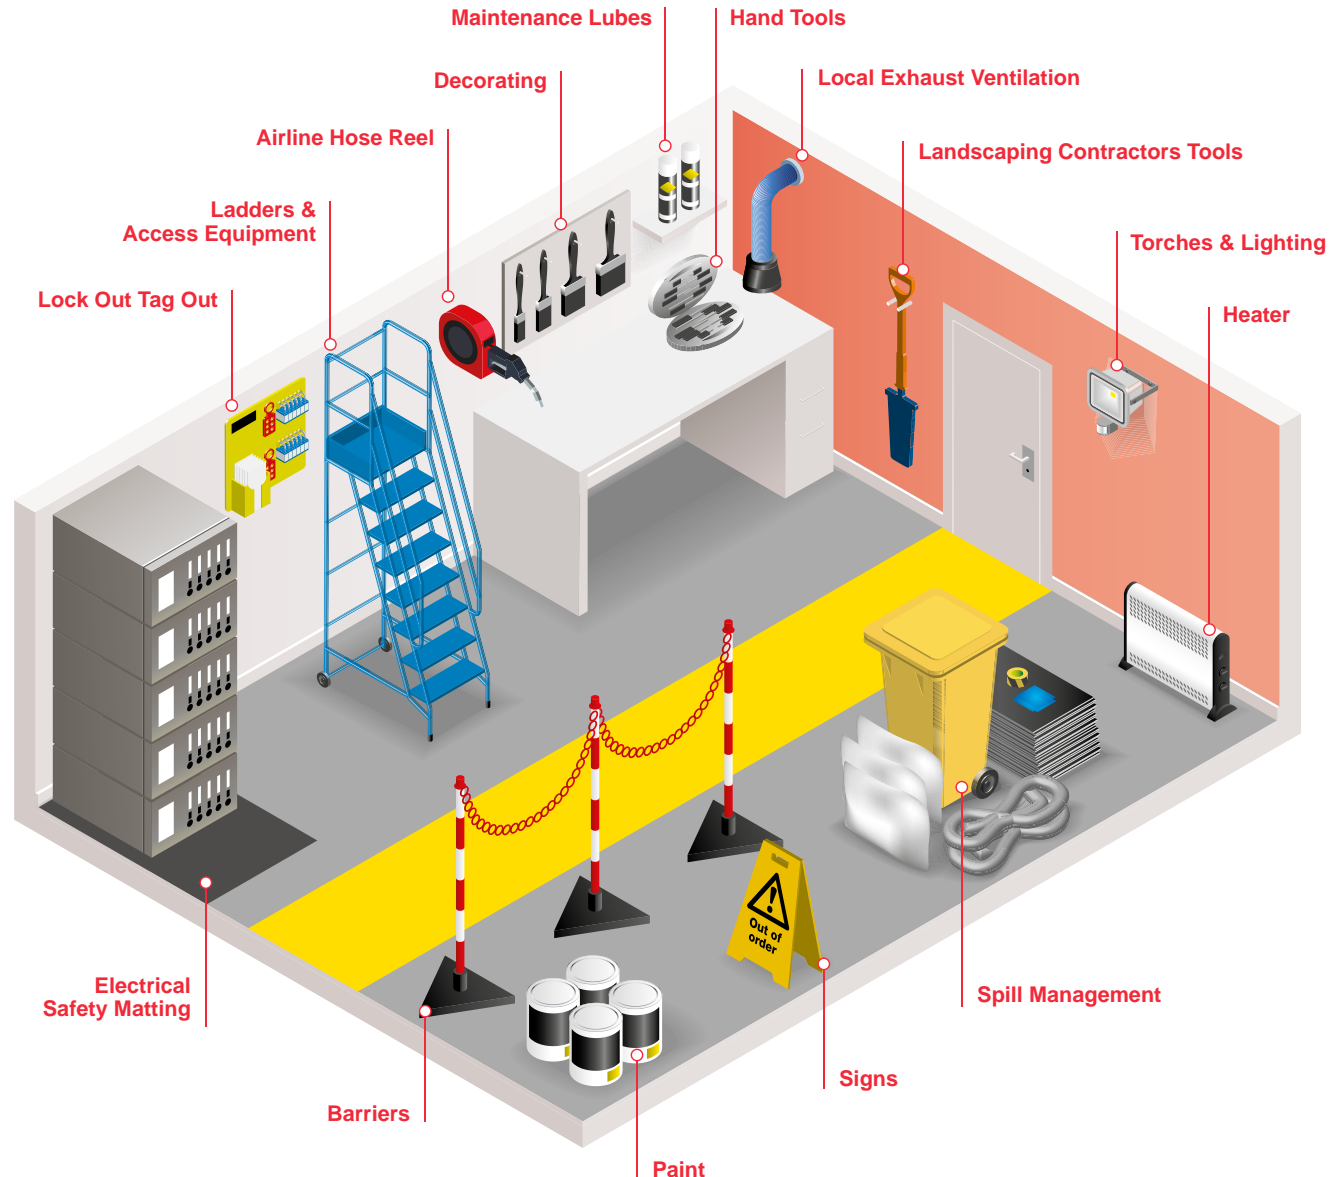 Maintenance Lubes
Hand Tools
Decorating
Local Exhaust Ventilation
Airline Hose Reel
Landscaping Contractors Tools
Ladders &
Access Equipment
Torches & Lighting
Lock Out Tag Out
Heater
Out of
order
Electrical
Safety Matting
Spill Management
Signs
Barriers
Paint